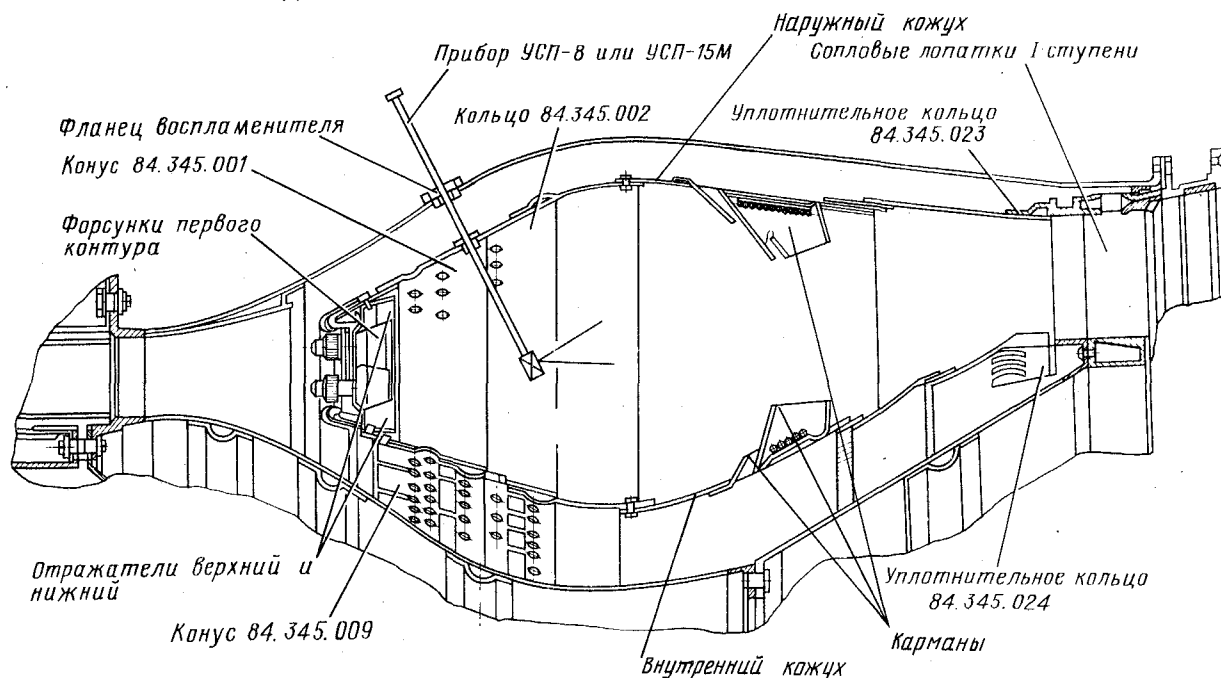 Наружный кожух
Прибор УСП-8 или УСП-15М
Сопловые лопатки I ступени
Фланец воспламенителя
Кольцо 84.345.002
Уплотнительное кольцо
84.345.023
Конус 84.345.001
Форсунки первого
контура
Отражатели верхний и
нижний
Конус 84.345.009
Уплотнительное кольцо
84.345.024
Карманы
Внутренний кожух